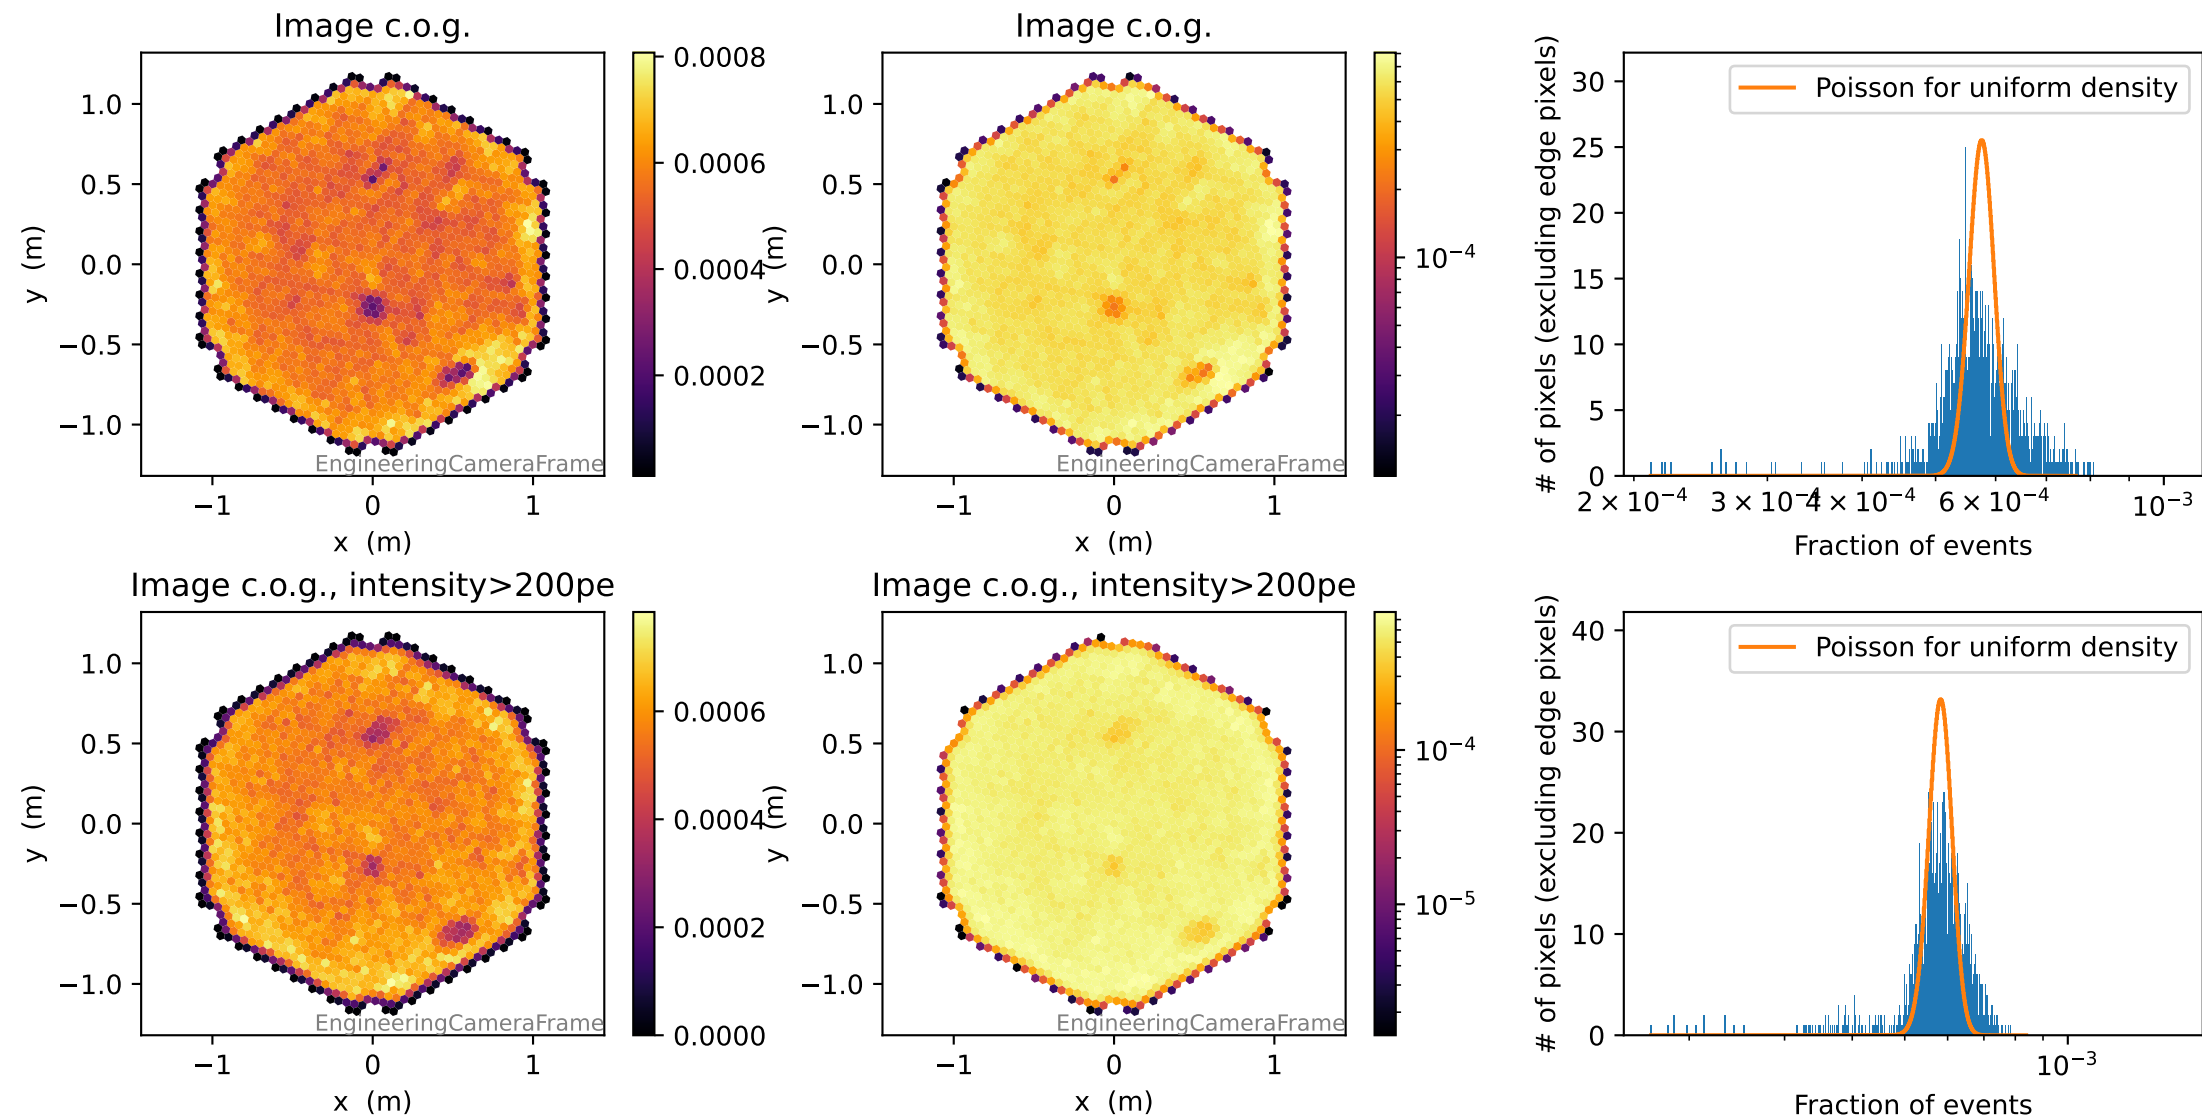 Image c.o.g.
y (m)
1.0
0.5
0.0
−0.5
−1.0
−1
0
1
x (m)
EngineeringCameraFrame
0.0008
0.0006
0.0004
0.0002
Image c.o.g.
y (m)
1.0
0.5
0.0
−0.5
−1.0
−1
0
1
x (m)
EngineeringCameraFrame
10⁻⁴
# of pixels (excluding edge pixels)
30
25
20
15
10
5
0
Poisson for uniform density
2 × 10⁻⁴
3 × 10⁻⁴
4 × 10⁻⁴
6 × 10⁻⁴
10⁻³
Fraction of events
Image c.o.g., intensity>200pe
y (m)
1.0
0.5
0.0
−0.5
−1.0
−1
0
1
x (m)
EngineeringCameraFrame
0.0006
0.0004
0.0002
0.0000
Image c.o.g., intensity>200pe
y (m)
1.0
0.5
0.0
−0.5
−1.0
−1
0
1
x (m)
EngineeringCameraFrame
10⁻⁴
10⁻⁵
# of pixels (excluding edge pixels)
40
30
20
10
0
Poisson for uniform density
10⁻³
Fraction of events